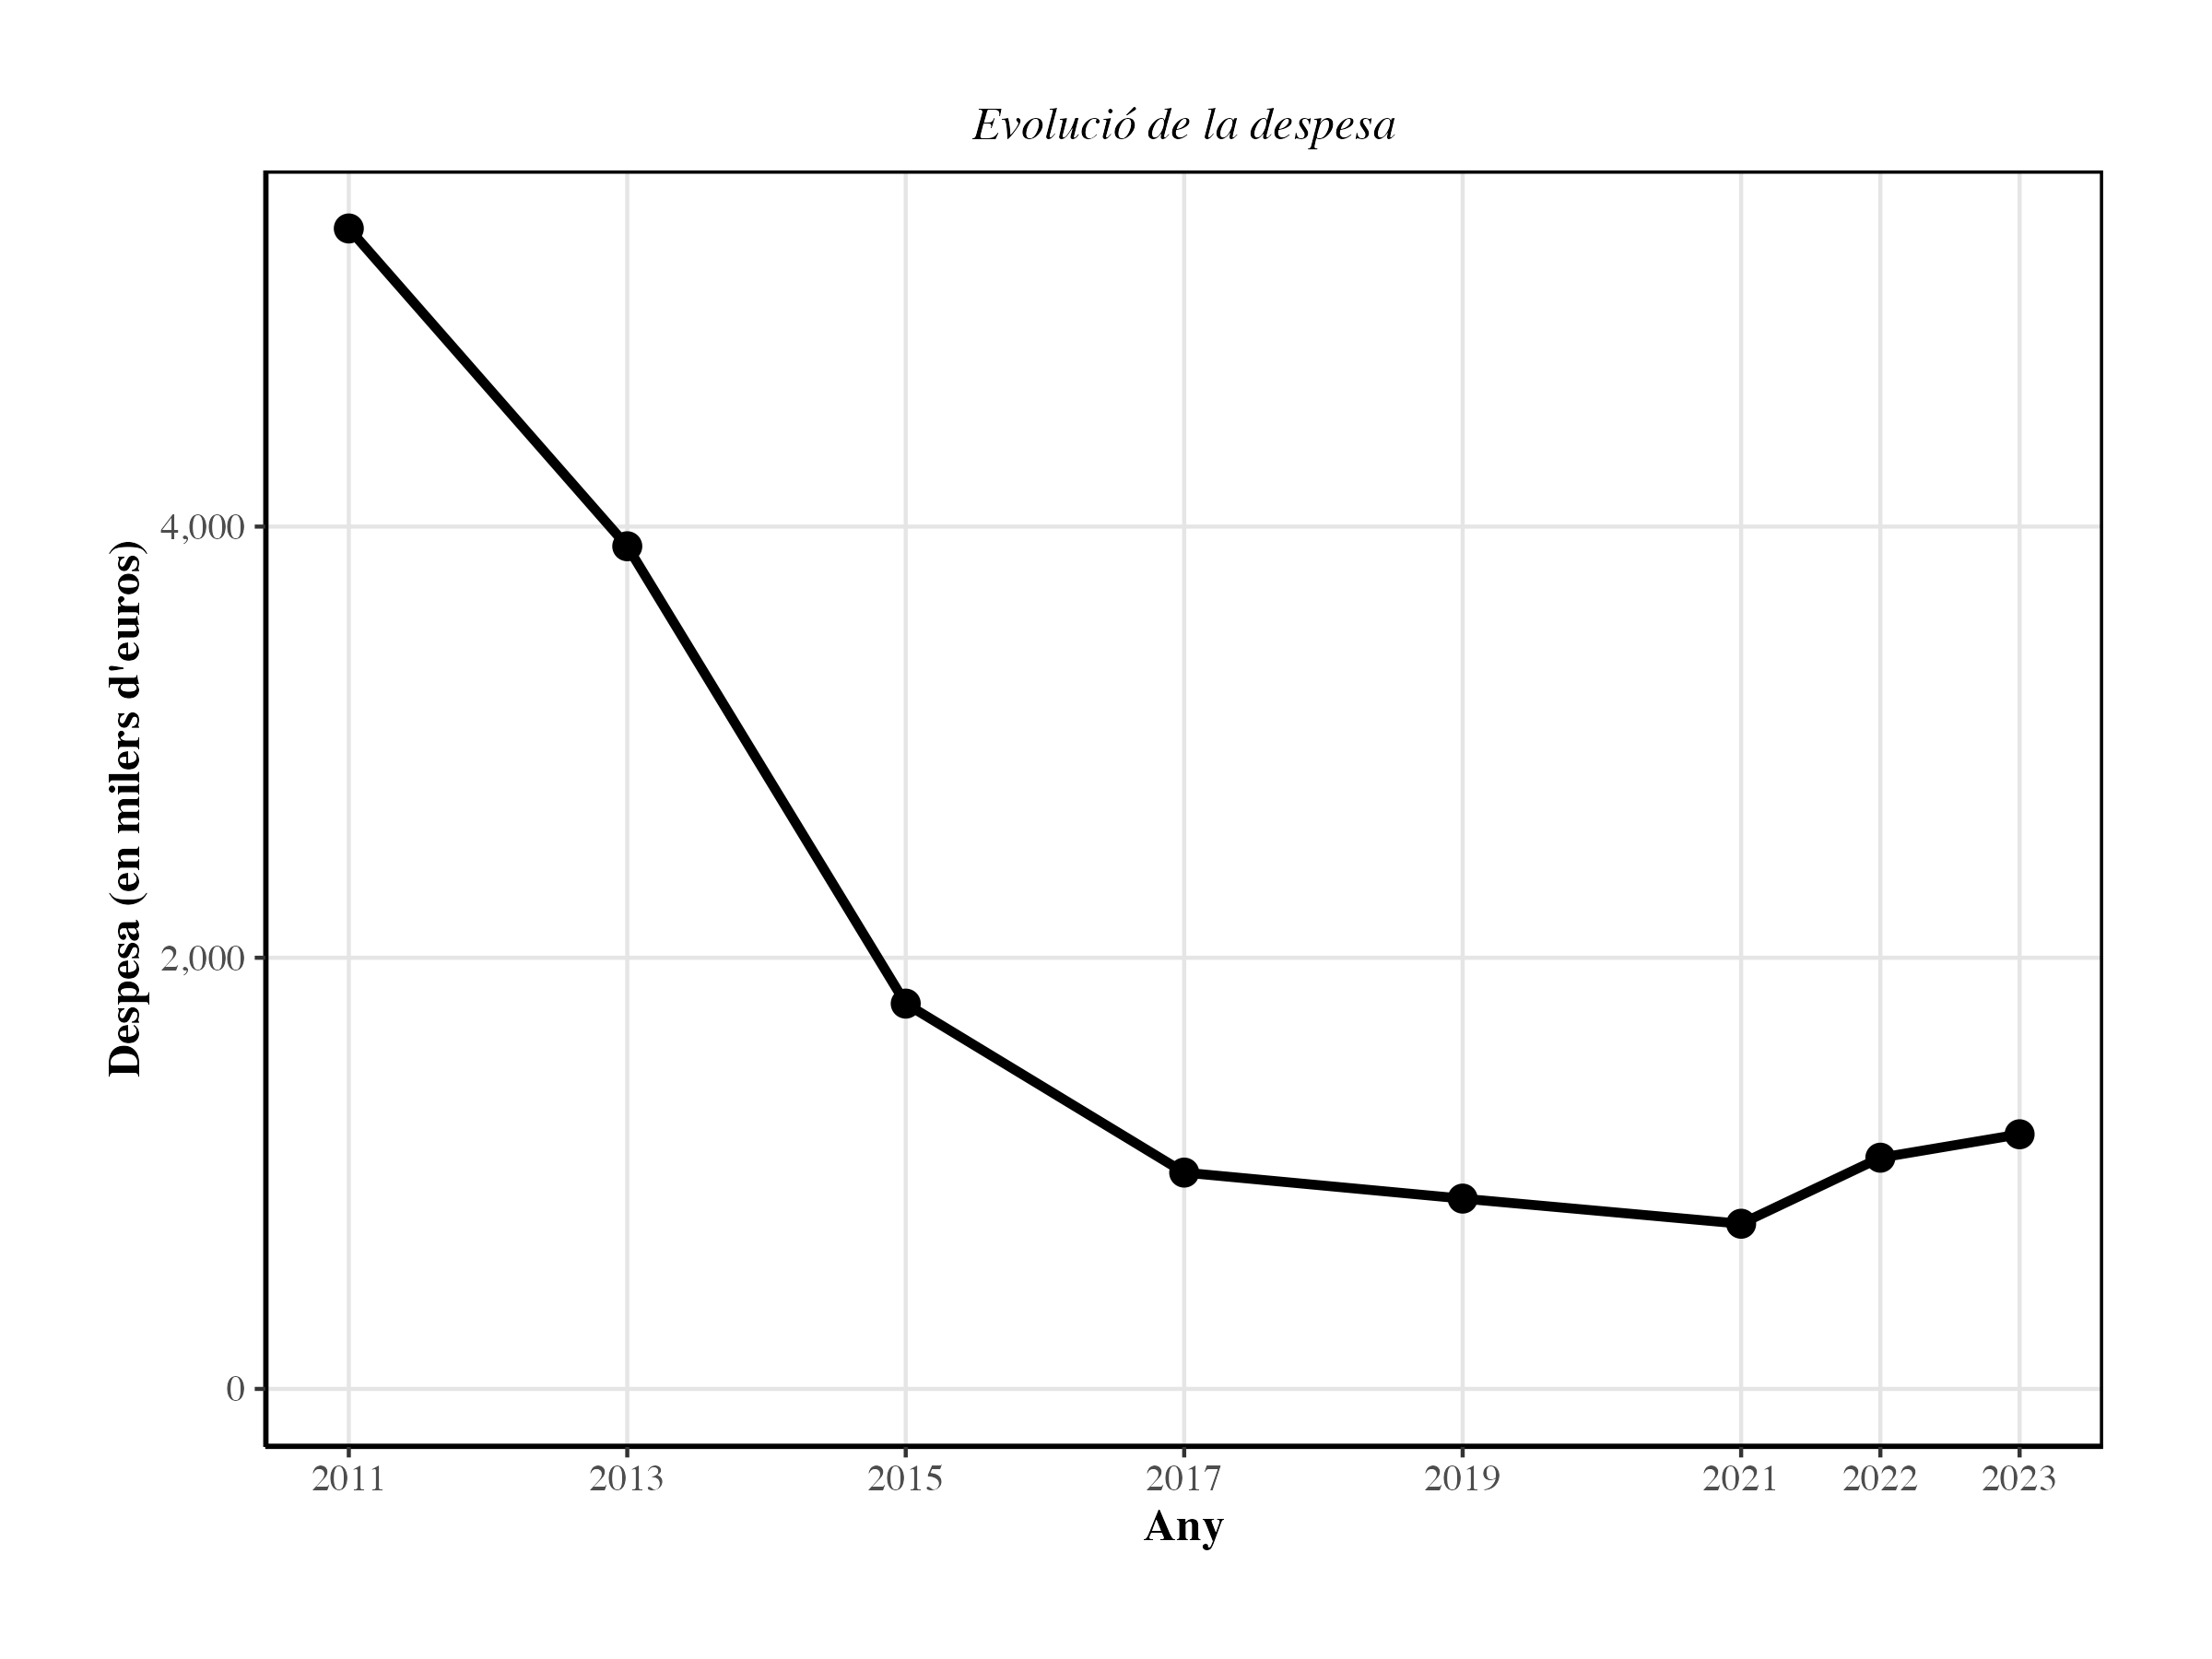 Evolució de la despesa
Despesa (en milers d'euros)
4,000
2,000
0
2011 2013 2015 2017 2019 2021 2022 2023
Any